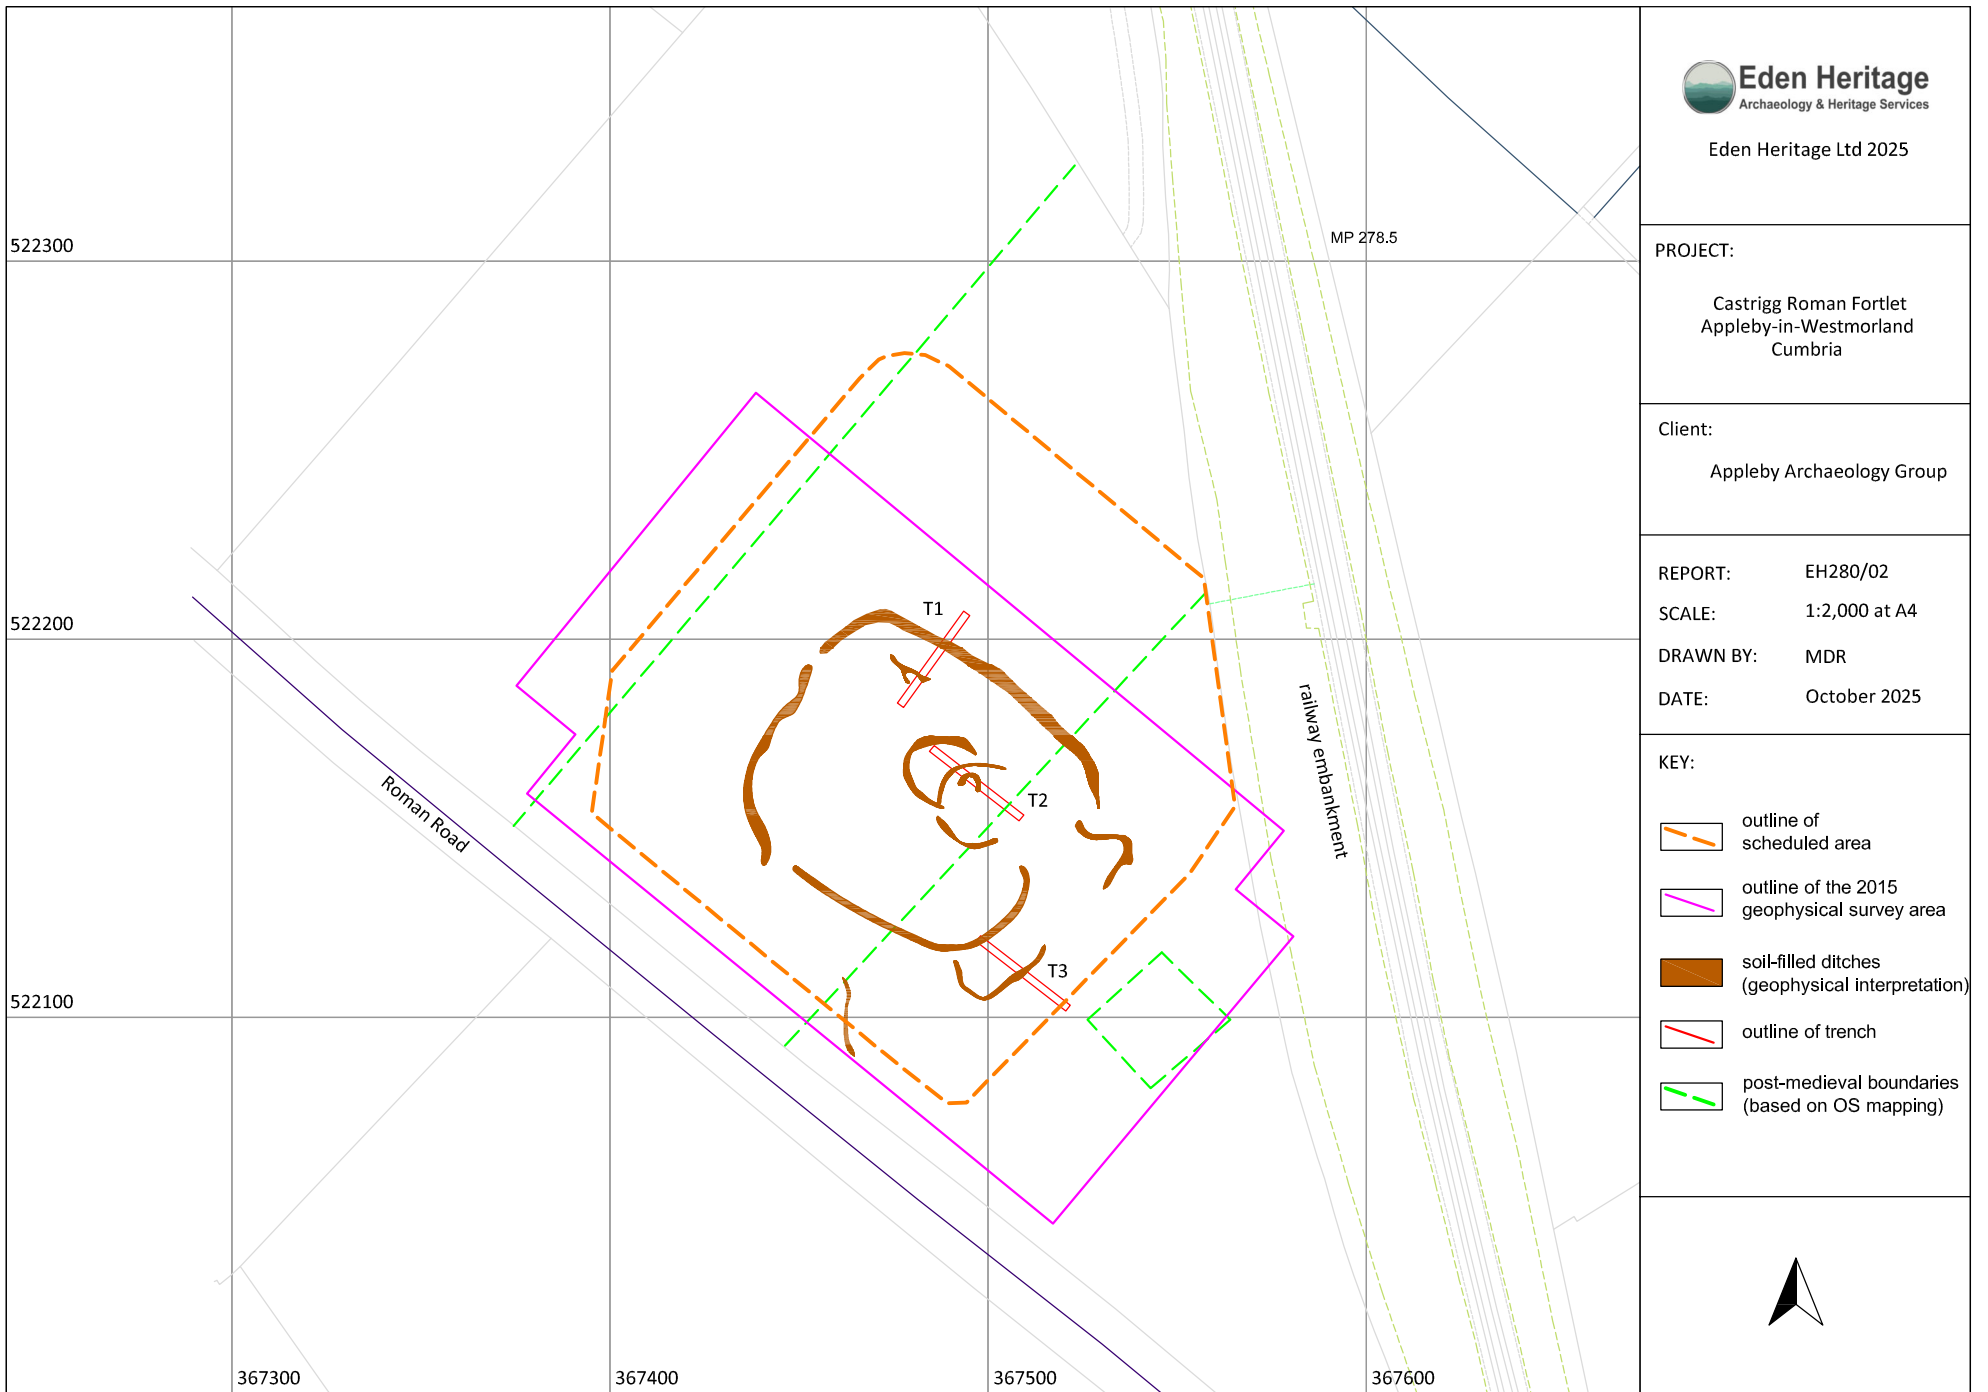 522300
522200
522100
367300
367400
367500
367600
MP 278.5
T1
T2
T3
Roman Road
railway embankment
Eden Heritage
Archaeology & Heritage Services
Eden Heritage Ltd 2025
PROJECT:
Castrigg Roman Fortlet
Appleby-in-Westmorland
Cumbria
Client:
Appleby Archaeology Group
REPORT: EH280/02
SCALE: 1:2,000 at A4
DRAWN BY: MDR
DATE: October 2025
KEY:
outline of
scheduled area
outline of the 2015
geophysical survey area
soil-filled ditches
(geophysical interpretation)
outline of trench
post-medieval boundaries
(based on OS mapping)